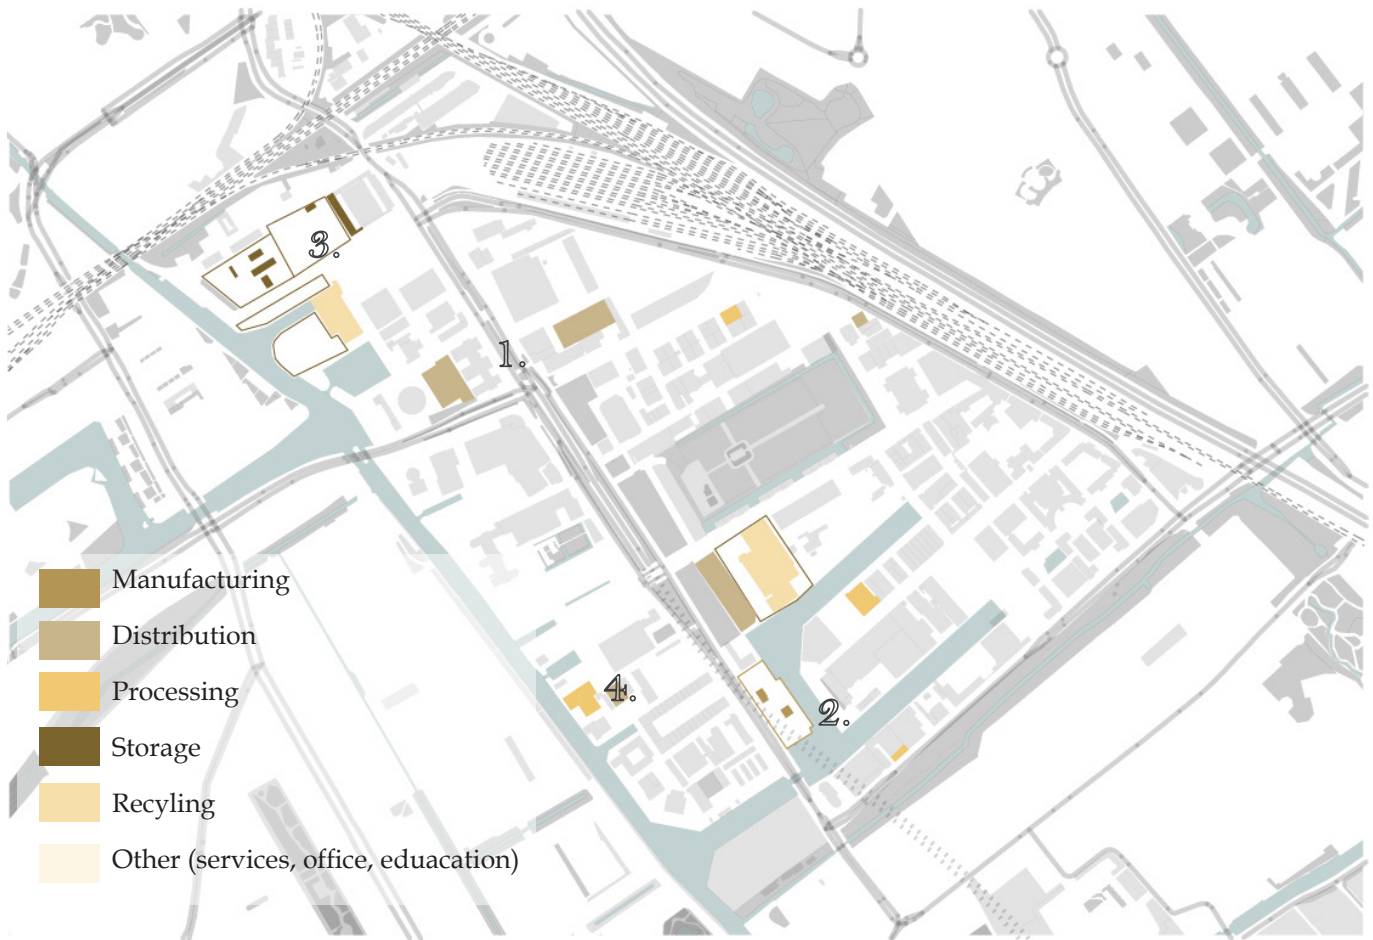 3.
1.
Manufacturing
Distribution
Processing
4.
2.
Storage
Recyling
Other (services, office, eduacation)